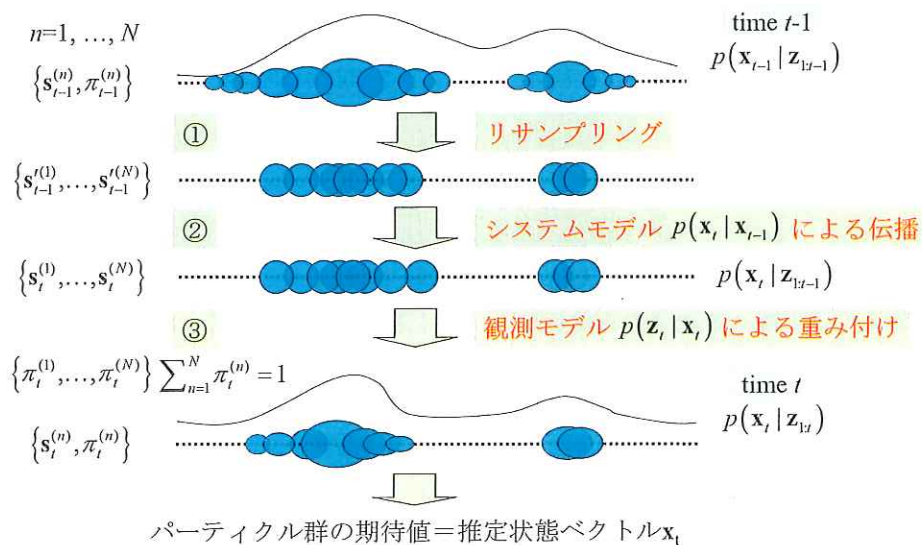 n=1, …, N
time t-1
{s_{t-1}^{(n)}, π_{t-1}^{(n)}}
p(x_{t-1} | z_{1:t-1})
① リサンプリング
{s'_{t-1}^{(1)}, …, s'_{t-1}^{(N)}}
② システムモデル p(x_t | x_{t-1}) による伝播
{s_t^{(1)}, …, s_t^{(N)}}
p(x_t | z_{1:t-1})
③ 観測モデル p(z_t | x_t) による重み付け
{π_t^{(1)}, …, π_t^{(N)}} ∑_{n=1}^{N} π_t^{(n)} = 1
time t
{s_t^{(n)}, π_t^{(n)}}
p(x_t | z_{1:t})
パーティクル群の期待値＝推定状態ベクトルx_t